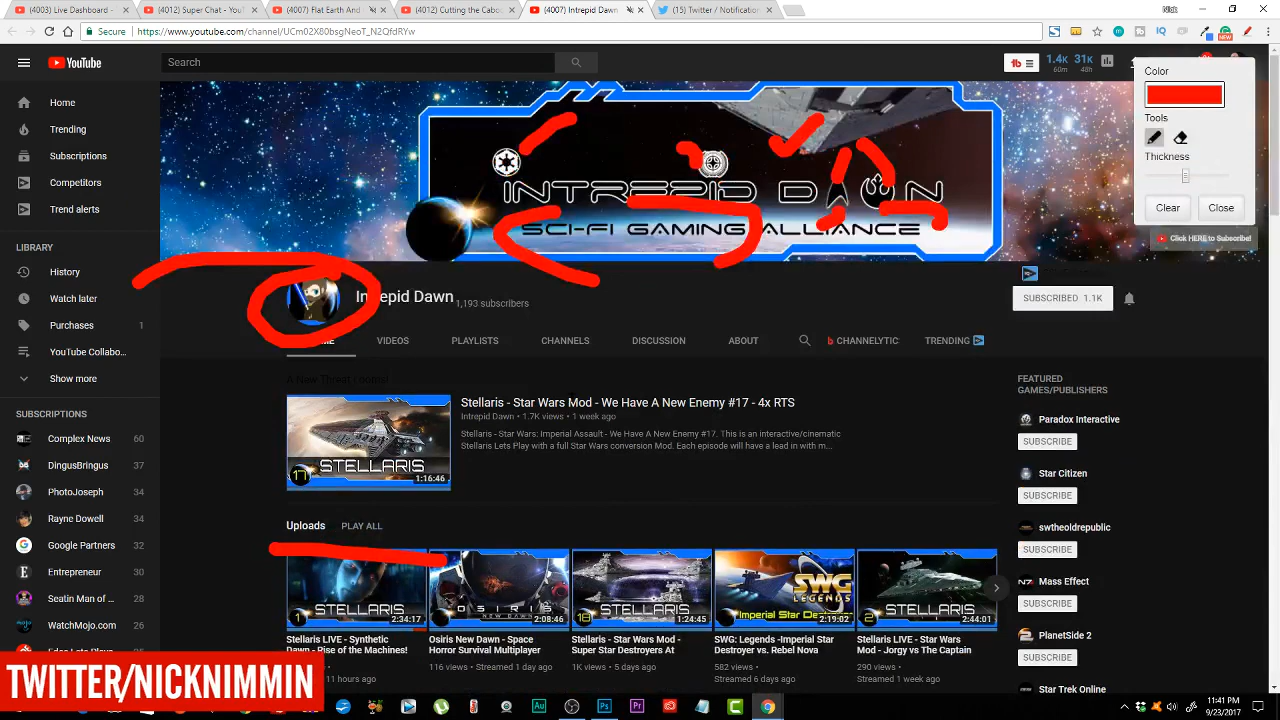 (4003) Live Dashboard -
(4012) Super Chat - YouT
(4007) Flat Earth And
(4012) Cutting the Cabo
(4007) Intrepid Dawn
(15) Twitter / Notification
Secure
https://www.youtube.com/channel/UCm02X80bsgNeoT_N2QfdRYw
YouTube
Search
1.4K
60m
31K
48h
Color
Tools
Thickness
Clear
Close
Click HERE to Subscribe!
Home
Trending
Subscriptions
Competitors
Trend alerts
LIBRARY
History
Watch later
Purchases 1
YouTube Collabo...
Show more
SUBSCRIPTIONS
Complex News 60
DIngusBringus 37
PhotoJoseph 34
Rayne Dowell 34
Google Partners 32
Entrepreneur 30
Seatin Man of ... 28
WatchMojo.com 26
INTREPID DAWN
SCI-FI GAMING ALLIANCE
Intrepid Dawn
1,193 subscribers
SUBSCRIBED 1.1K
VIDEOS
PLAYLISTS
CHANNELS
DISCUSSION
ABOUT
CHANNELYTIC
TRENDING
Stellaris - Star Wars Mod - We Have A New Enemy #17 - 4x RTS
Intrepid Dawn • 1.7K views • 1 week ago
Stellaris - Star Wars: Imperial Assault - We Have A New Enemy #17. This is an interactive/cinematic
Stellaris Lets Play with a full Star Wars conversion Mod. Each episode will have a lead in with m...
STELLARIS
17
1:16:46
Uploads
PLAY ALL
STELLARIS
1
2:34:17
Stellaris LIVE - Synthetic
Dawn - Rise of the Machines!
11 hours ago
OSIRIS
NEW DAWN
2:08:46
Osiris New Dawn - Space
Horror Survival Multiplayer
116 views • Streamed 1 day ago
STELLARIS
18
1:24:45
Stellaris - Star Wars Mod -
Super Star Destroyers At
1K views • 5 days ago
SWG
LEGENDS
Imperial Star Destroyer
2:19:02
SWG: Legends -Imperial Star
Destroyer vs. Rebel Nova
582 views •
Streamed 6 days ago
STELLARIS
2
2:44:01
Stellaris LIVE - Star Wars
Mod - Jorgy vs The Captain
290 views •
Streamed 1 week ago
FEATURED
GAMES/PUBLISHERS
Paradox Interactive
SUBSCRIBE
Star Citizen
SUBSCRIBE
swtheoldrepublic
SUBSCRIBE
Mass Effect
SUBSCRIBE
PlanetSide 2
SUBSCRIBE
Star Trek Online
TWITTER/NICKNIMMIN
11:41 PM
9/23/2017